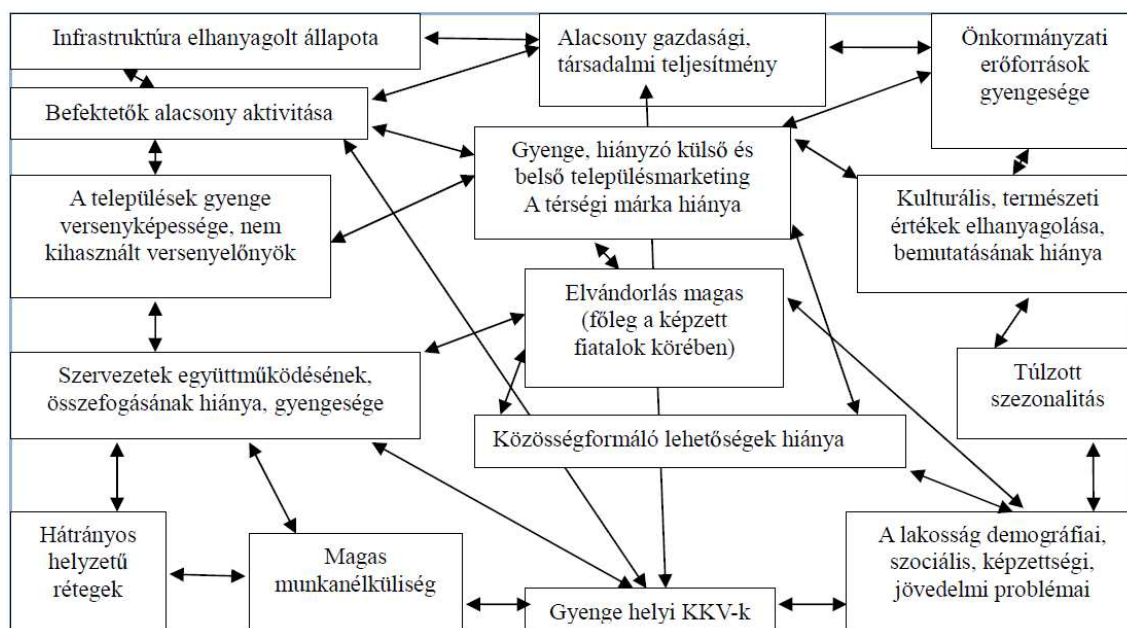 Infrastruktúra elhanyagolt állapota
Alacsony gazdasági,
társadalmi teljesítmény
Önkormányzati
erőforrások
gyengesége
Befektetők alacsony aktivitása
Gyenge, hiányzó külső és
belső településmarketing
A térségi márka hiánya
A települések gyenge
versenyképessége, nem
kihasznált versenyelőnyök
Kulturális, természeti
értékek elhanyagolása,
bemutatásának hiánya
Elvándorlás magas
(főleg a képzett
fiatalok körében)
Szervezetek együttműködésének,
összefogásának hiánya, gyengesége
Túlzott
szezonalitás
Közösségformáló lehetőségek hiánya
Hátrányos
helyzetű
rétegek
Magas
munkanélküliség
Gyenge helyi KKV-k
A lakosság demográfiai,
szociális, képzettségi,
jövedelmi problémái